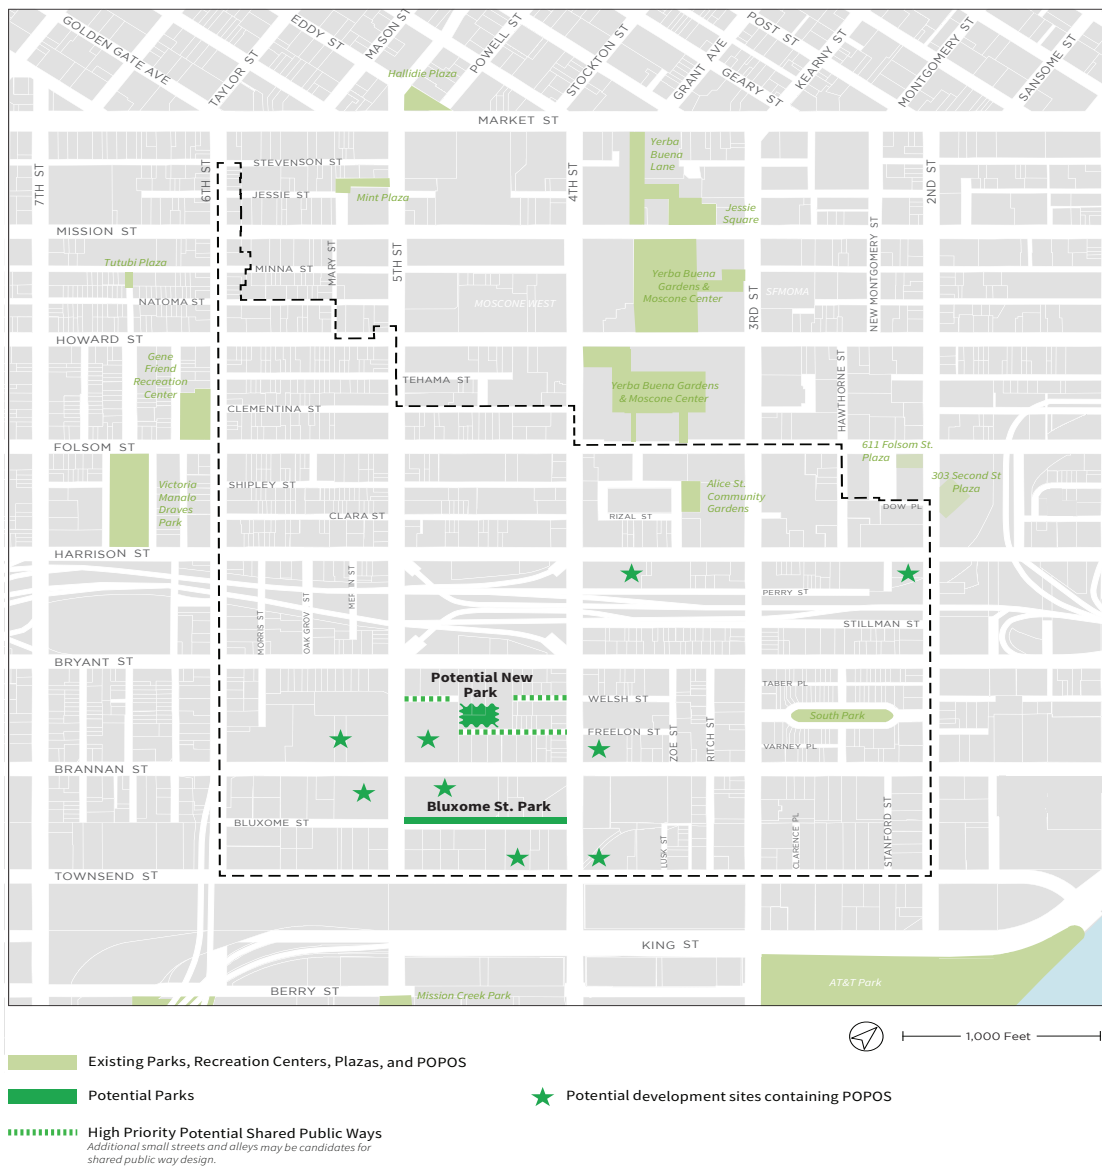 GOLDEN GATE AVE
TAYLOR ST
EDDY ST
MASON ST
Hallidie Plaza
POWELL ST
STOCKTON ST
GRANT AVE
POST ST
GEARY ST
KEARNY ST
MONTGOMERY ST
SANSOME ST
MARKET ST
7TH ST
6TH ST
STEVENSON ST
JESSIE ST
Mint Plaza
4TH ST
Yerba
Buena
Lane
Jessie
Square
2ND ST
MISSION ST
Tutubi Plaza
NATOMA ST
MINNA ST
MARY ST
5TH ST
MOSCONE WEST
Yerba Buena
Gardens &
Moscone Center
3RD ST
SFMOMA
NEW MONTGOMERY ST
HOWARD ST
Gene
Friend
Recreation
Center
TEHAMA ST
CLEMENTINA ST
Yerba Buena Gardens
& Moscone Center
HAWTHORNE ST
FOLSOM ST
611 Folsom St.
Plaza
303 Second St
Plaza
Victoria
Manalo
Draves
Park
SHIPLEY ST
CLARA ST
RIZAL ST
Alice St.
Community
Gardens
DOW PL
HARRISON ST
MORRIS ST
OAK GROV ST
ST
PERRY ST
STILLMAN ST
BRYANT ST
Potential New
Park
WELSH ST
FREELON ST
ZOE ST
RITCH ST
TABER PL
South Park
VARNEY PL
BRANNAN ST
Bluxome St. Park
BLUXOME ST
LUSK ST
CLARENCE PL
STANFORD ST
TOWNSEND ST
KING ST
BERRY ST
Mission Creek Park
AT&T Park
1,000 Feet
Existing Parks, Recreation Centers, Plazas, and POPOS
Potential Parks
Potential development sites containing POPOS
High Priority Potential Shared Public Ways
Additional small streets and alleys may be candidates for
shared public way design.